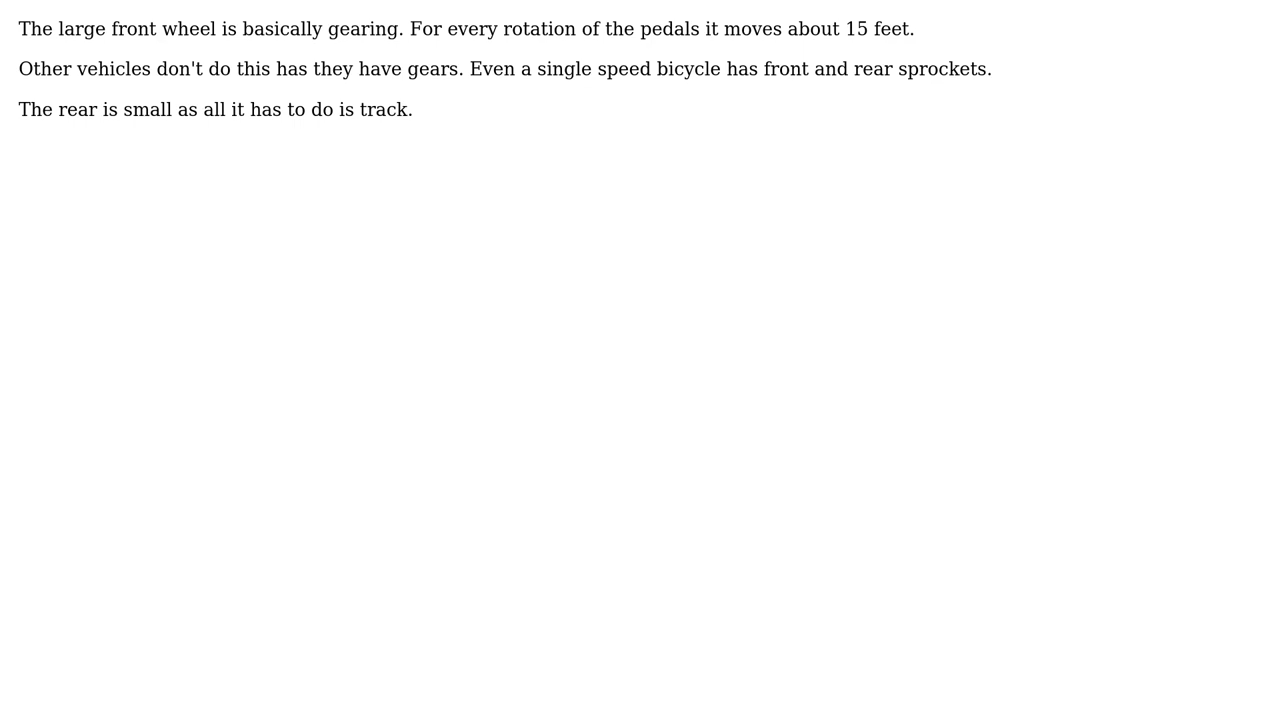 The large front wheel is basically gearing. For every rotation of the pedals it moves about 15 feet.
Other vehicles don't do this has they have gears. Even a single speed bicycle has front and rear sprockets.
The rear is small as all it has to do is track.